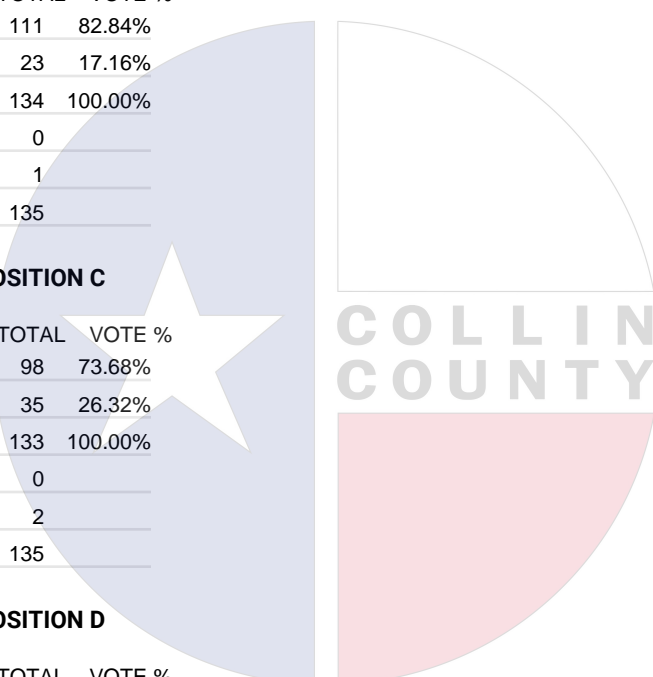 TOTAL VOTE %
111 82.84%
23 17.16%
134 100.00%
0
1
135
OSITION C
TOTAL VOTE %
98 73.68%
35 26.32%
133 100.00%
0
2
135
OSITION D
TOTAL VOTE %
COLLIN
COUNTY